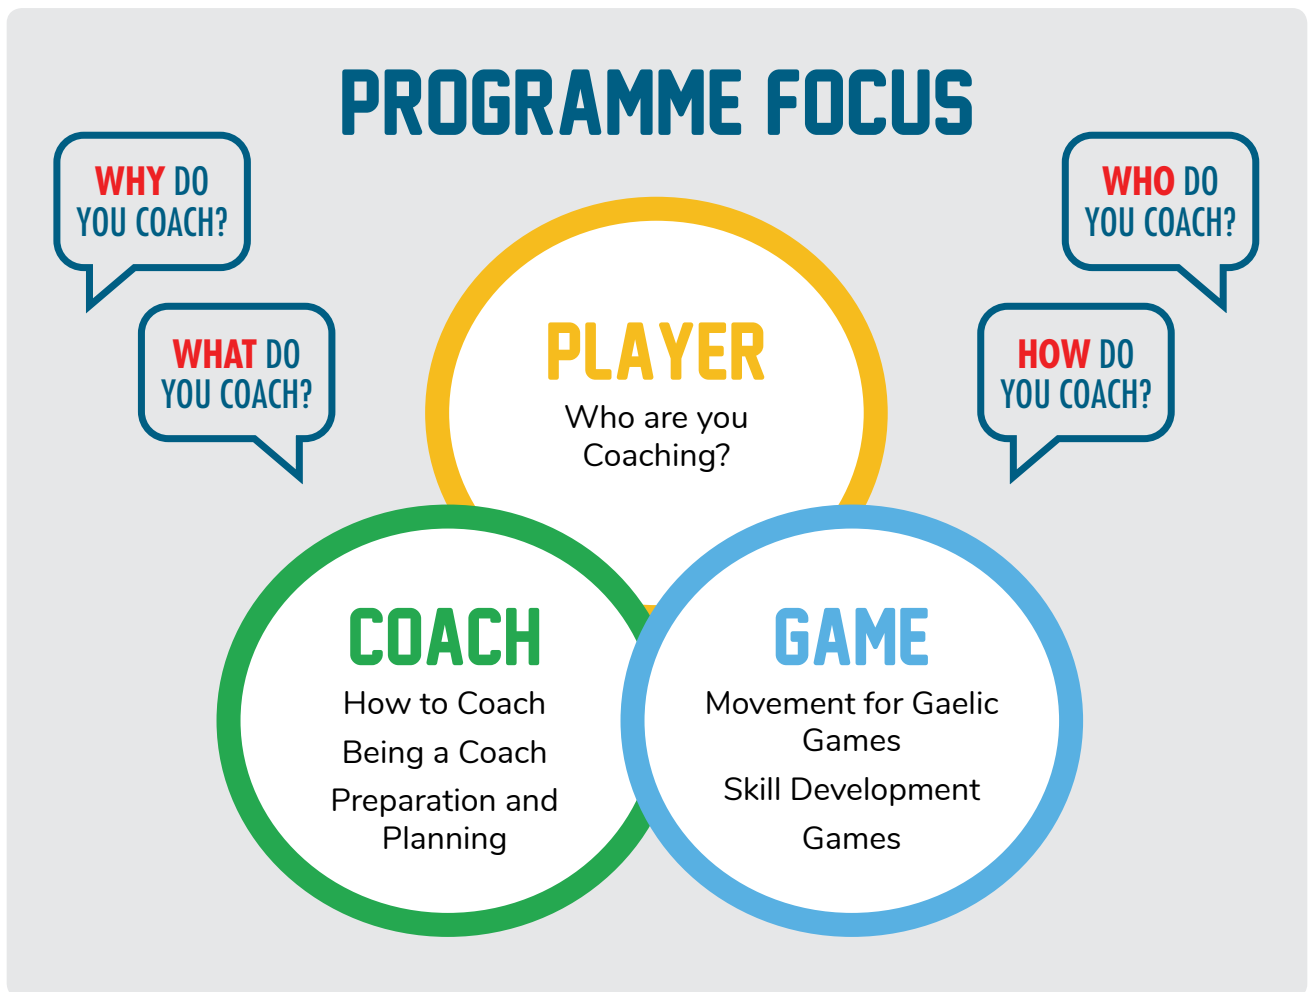 PROGRAMME FOCUS
WHY DO
YOU COACH?
WHAT DO
YOU COACH?
WHO DO
YOU COACH?
HOW DO
YOU COACH?
PLAYER
Who are you
Coaching?
COACH
How to Coach
Being a Coach
Preparation and
Planning
GAME
Movement for Gaelic
Games
Skill Development
Games